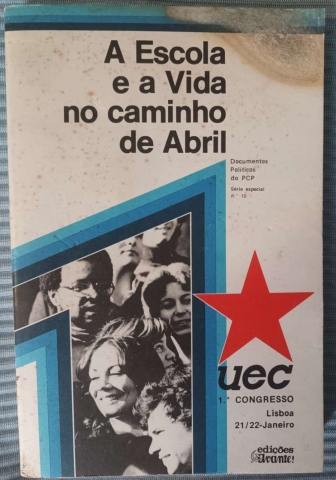 A Escola
e a Vida
no caminho
de Abril
Documentos
Políticos
do PCP
Série especial
n.º 10
uec
1.º CONGRESSO
Lisboa
21/22-Janeiro
edições
Avante!